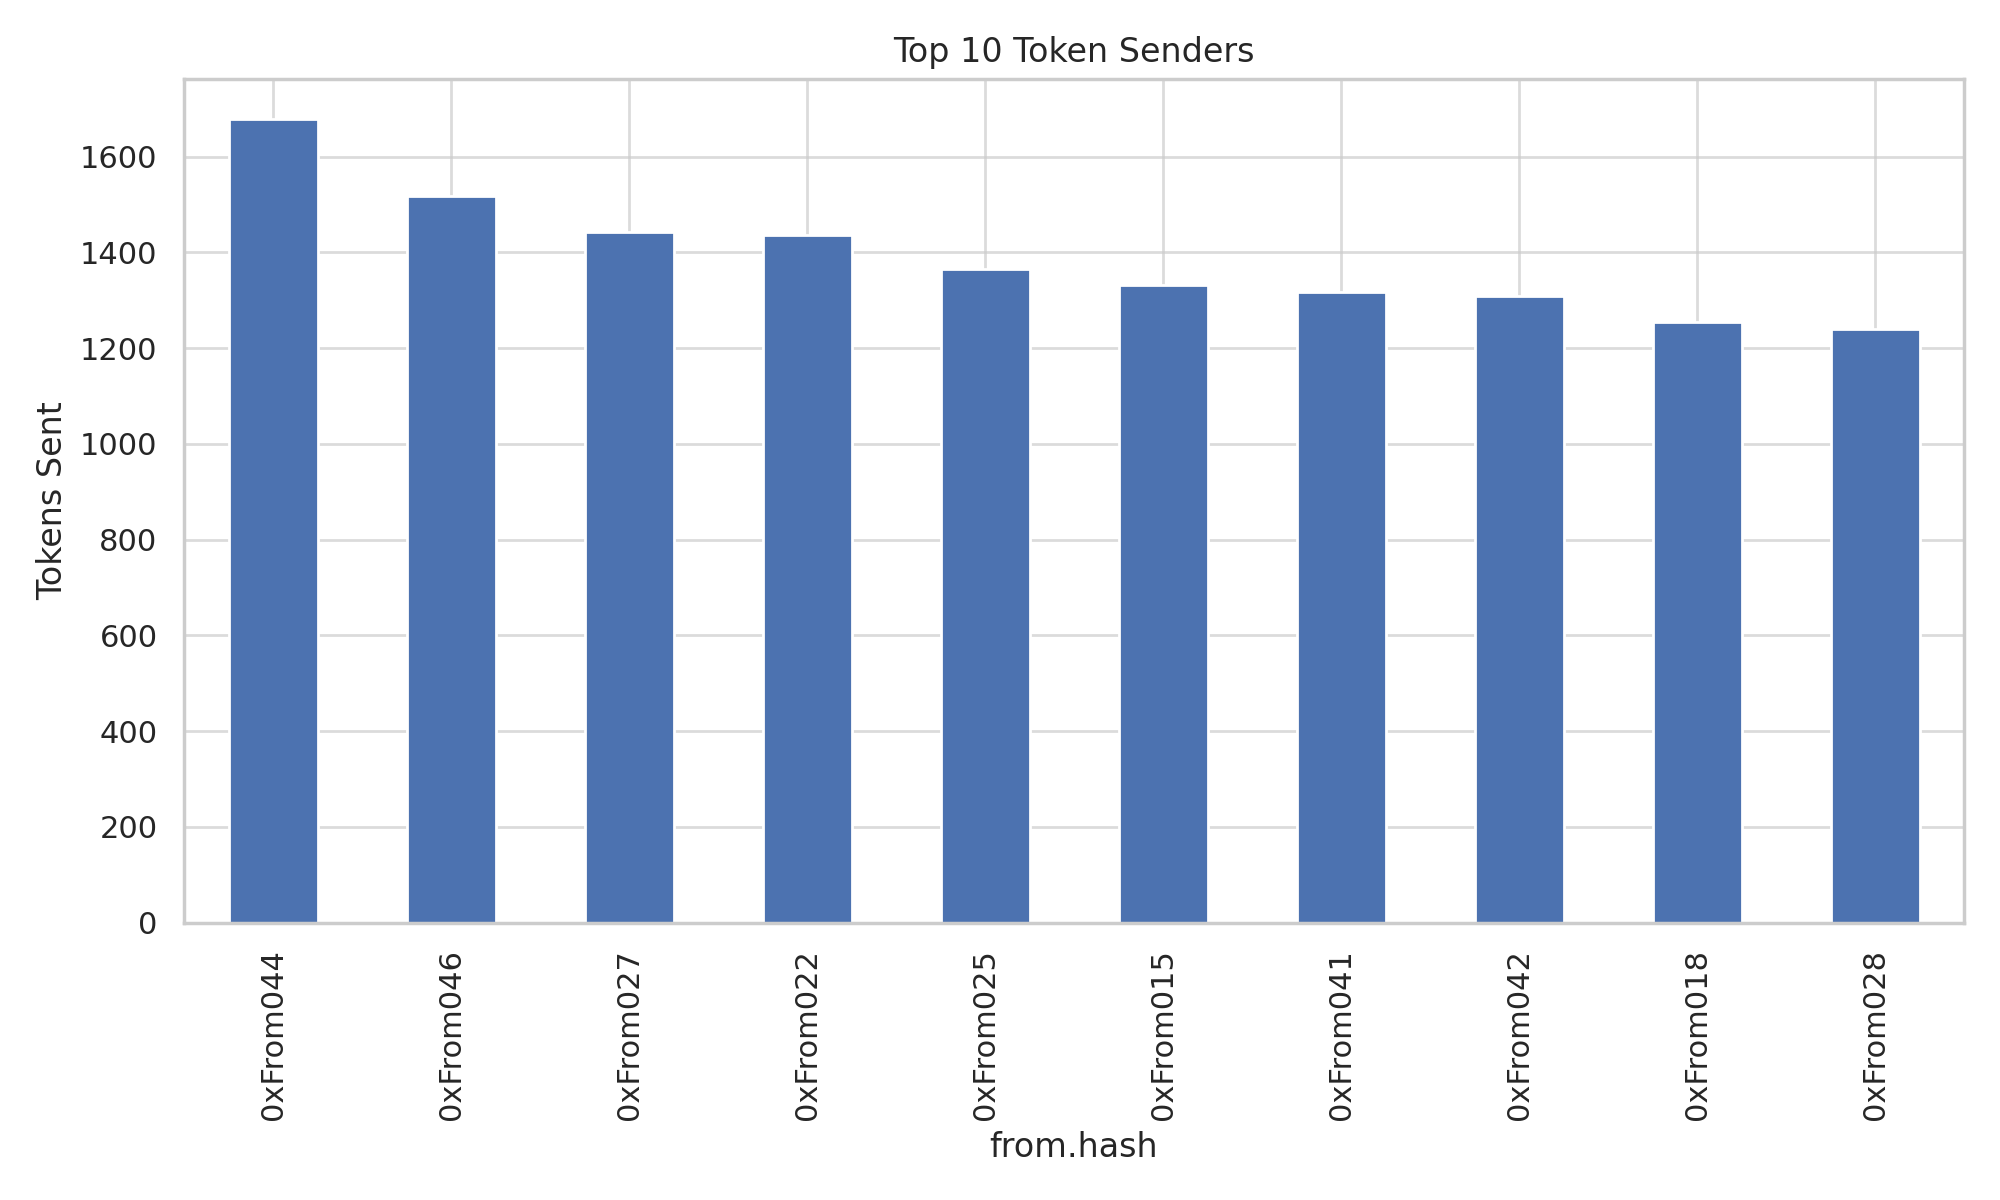 Top 10 Token Senders
Tokens Sent
1600
1400
1200
1000
800
600
400
200
0
0xFrom044
0xFrom046
0xFrom027
0xFrom022
0xFrom025
0xFrom015
0xFrom041
0xFrom042
0xFrom018
0xFrom028
from.hash